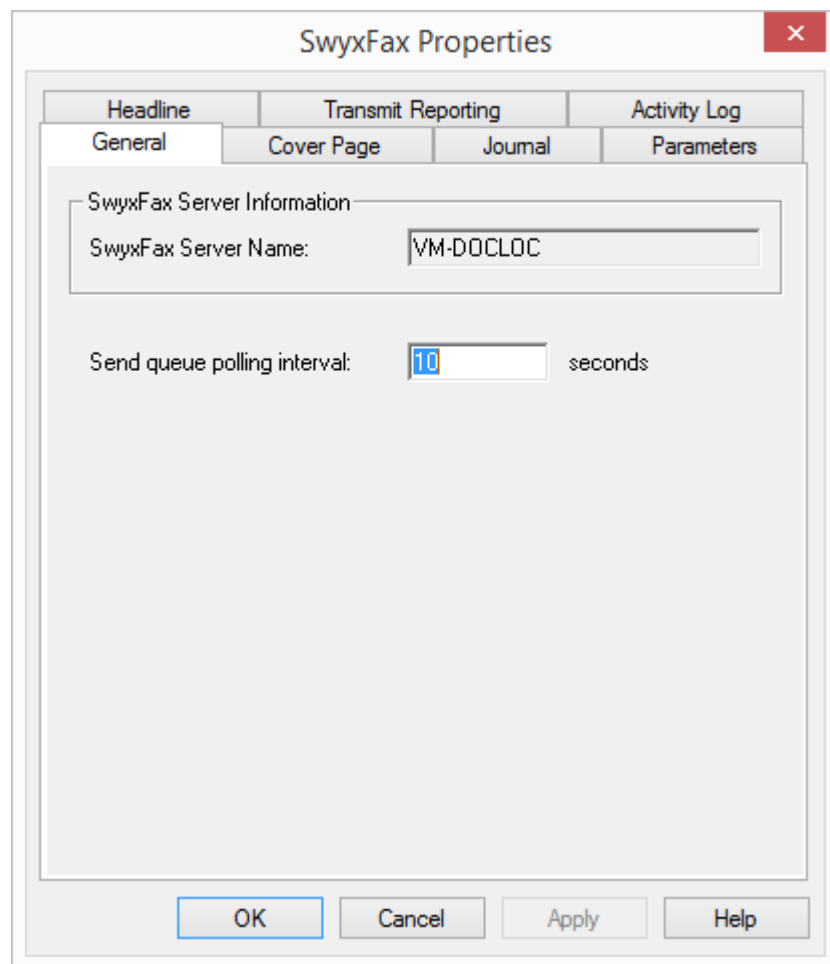 SwyxFax Properties
Headline Transmit Reporting Activity Log
General Cover Page Journal Parameters
SwyxFax Server Information
SwyxFax Server Name: VM-DOCLOC
Send queue polling interval: 10 seconds
OK Cancel Apply Help